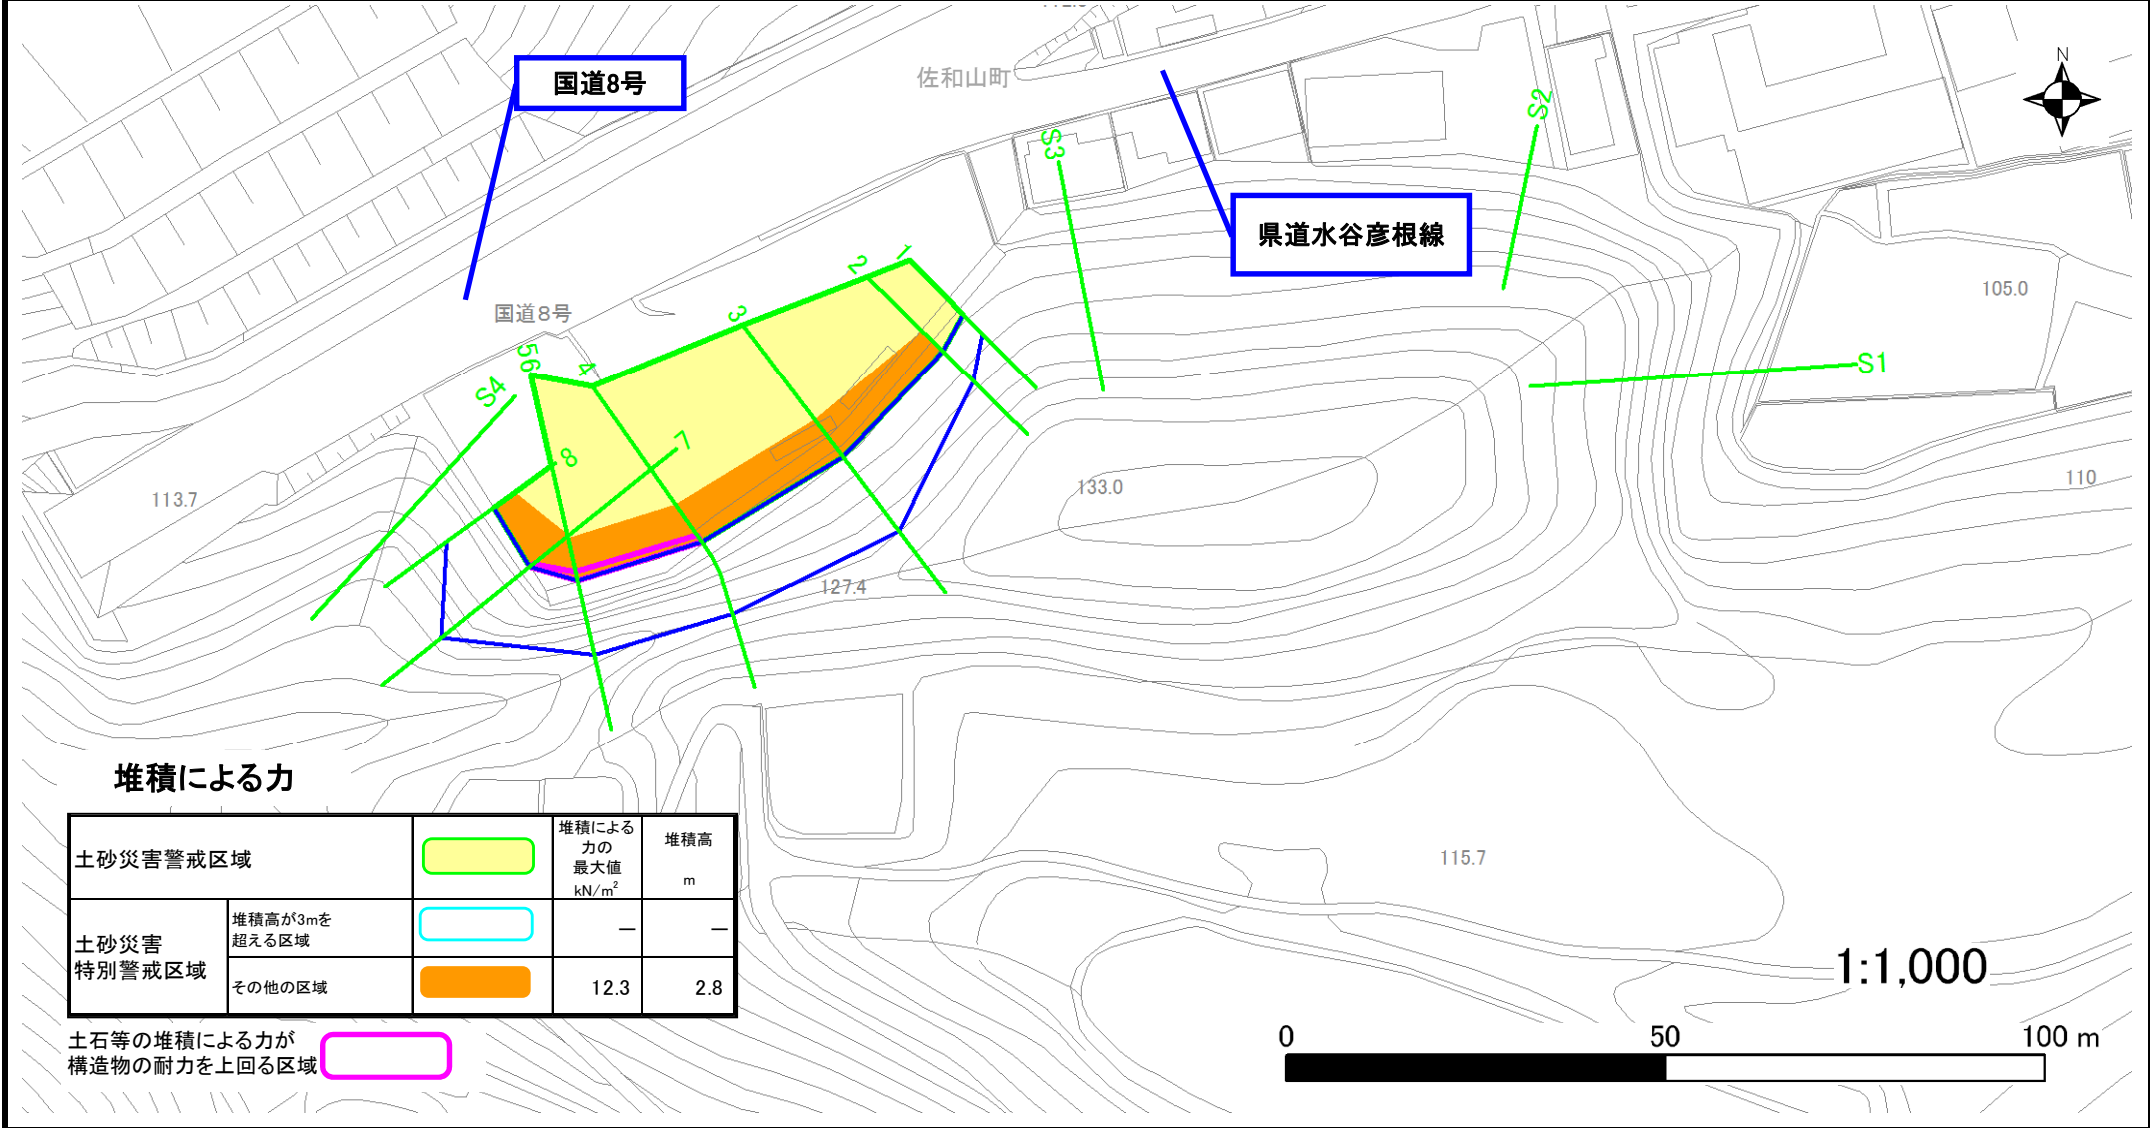 国道8号
佐和山町
N
S2
S3
県道水谷彦根線
1
2
105.0
3
国道8号
56
4
S4
S1
7
8
113.7
133.0
110
127.4
堆積による力
土砂災害警戒区域
堆積による
力の
最大値
kN/m²
堆積高
m
土砂災害
特別警戒区域
堆積高が3mを
超える区域
— —
その他の区域
12.3 2.8
115.7
1:1,000
土石等の堆積による力が
構造物の耐力を上回る区域
0 50 100 m